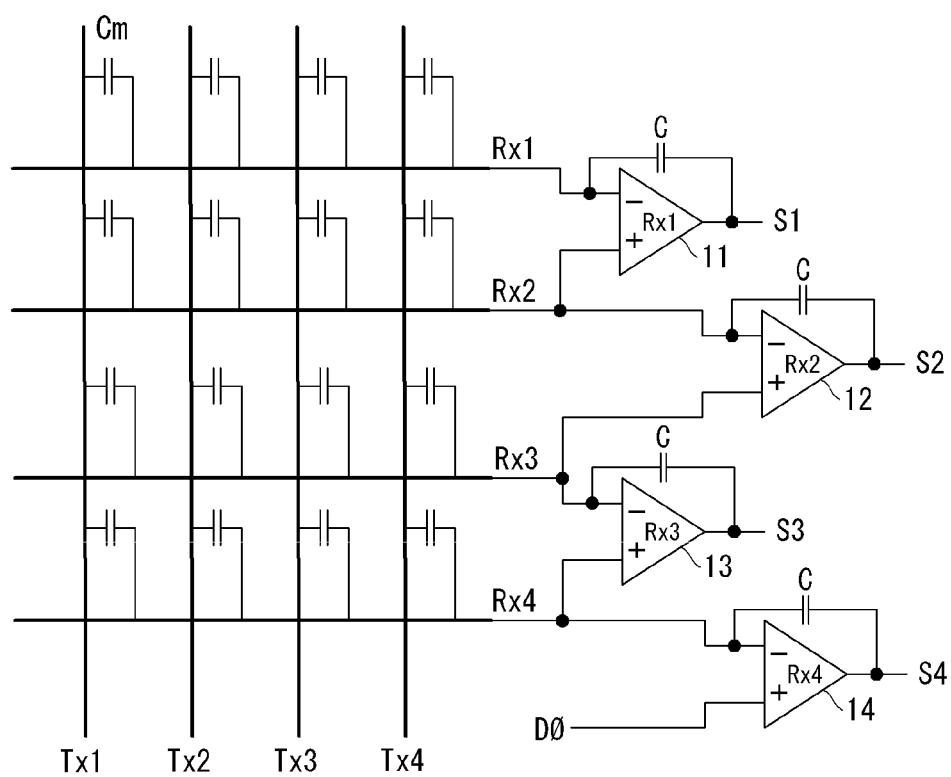 Cm
Rx1
C
− Rx1 +
S1
11
Rx2
C
− Rx2 +
S2
12
Rx3
C
− Rx3 +
S3
13
Rx4
C
− Rx4 +
S4
14
DØ
Tx1 Tx2 Tx3 Tx4